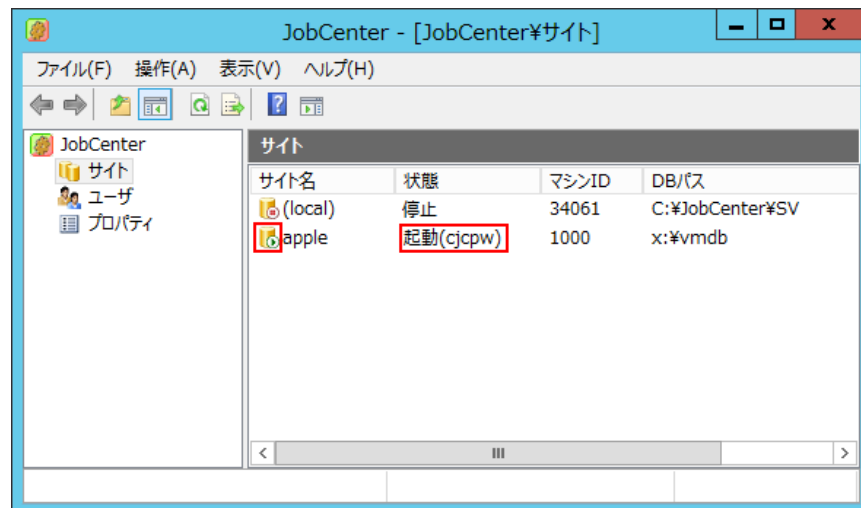 JobCenter - [JobCenter¥サイト]
ファイル(F) 操作(A) 表示(V) ヘルプ(H)
JobCenter
サイト
ユーザ
プロパティ
サイト
サイト名 状態 マシンID DBパス
(local) 停止 34061 C:¥JobCenter¥SV
apple 起動(cjcpw) 1000 x:¥vmdb